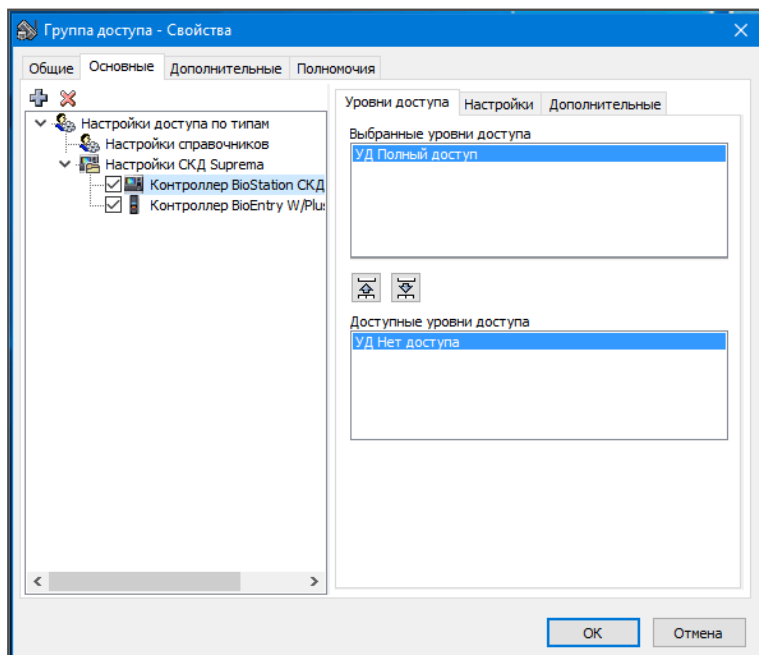 Группа доступа - Свойства
Общие Основные Дополнительные Полномочия
Настройки доступа по типам
Настройки справочников
Настройки СКД Suprema
Контроллер BioStation СКД
Контроллер BioEntry W/Plus
Уровни доступа Настройки Дополнительные
Выбранные уровни доступа
УД Полный доступ
Доступные уровни доступа
УД Нет доступа
ОК Отмена